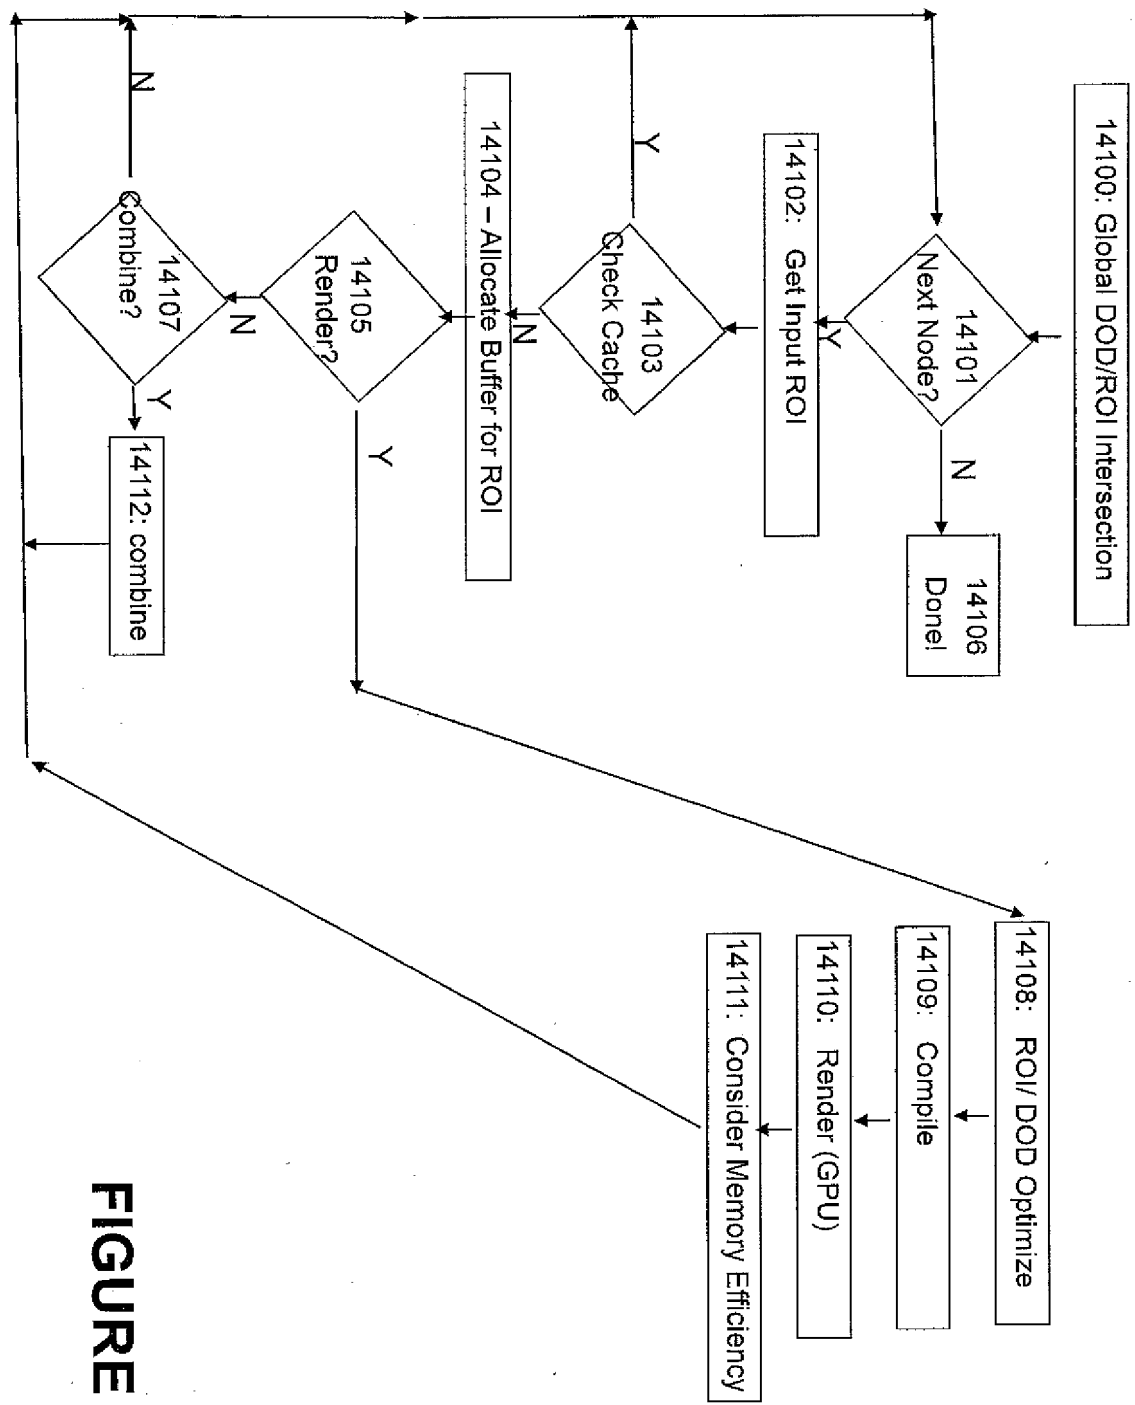 14100: Global DOD/ROI Intersection
14101
Next Node?
N
14106
Done!
Y
14102: Get Input ROI
14103
Check Cache
Y
N
14104 – Allocate Buffer for ROI
14105
Render?
Y
N
14107
Combine?
N
Y
14112: combine
14108: ROI/ DOD Optimize
14109: Compile
14110: Render (GPU)
14111: Consider Memory Efficiency
FIGURE